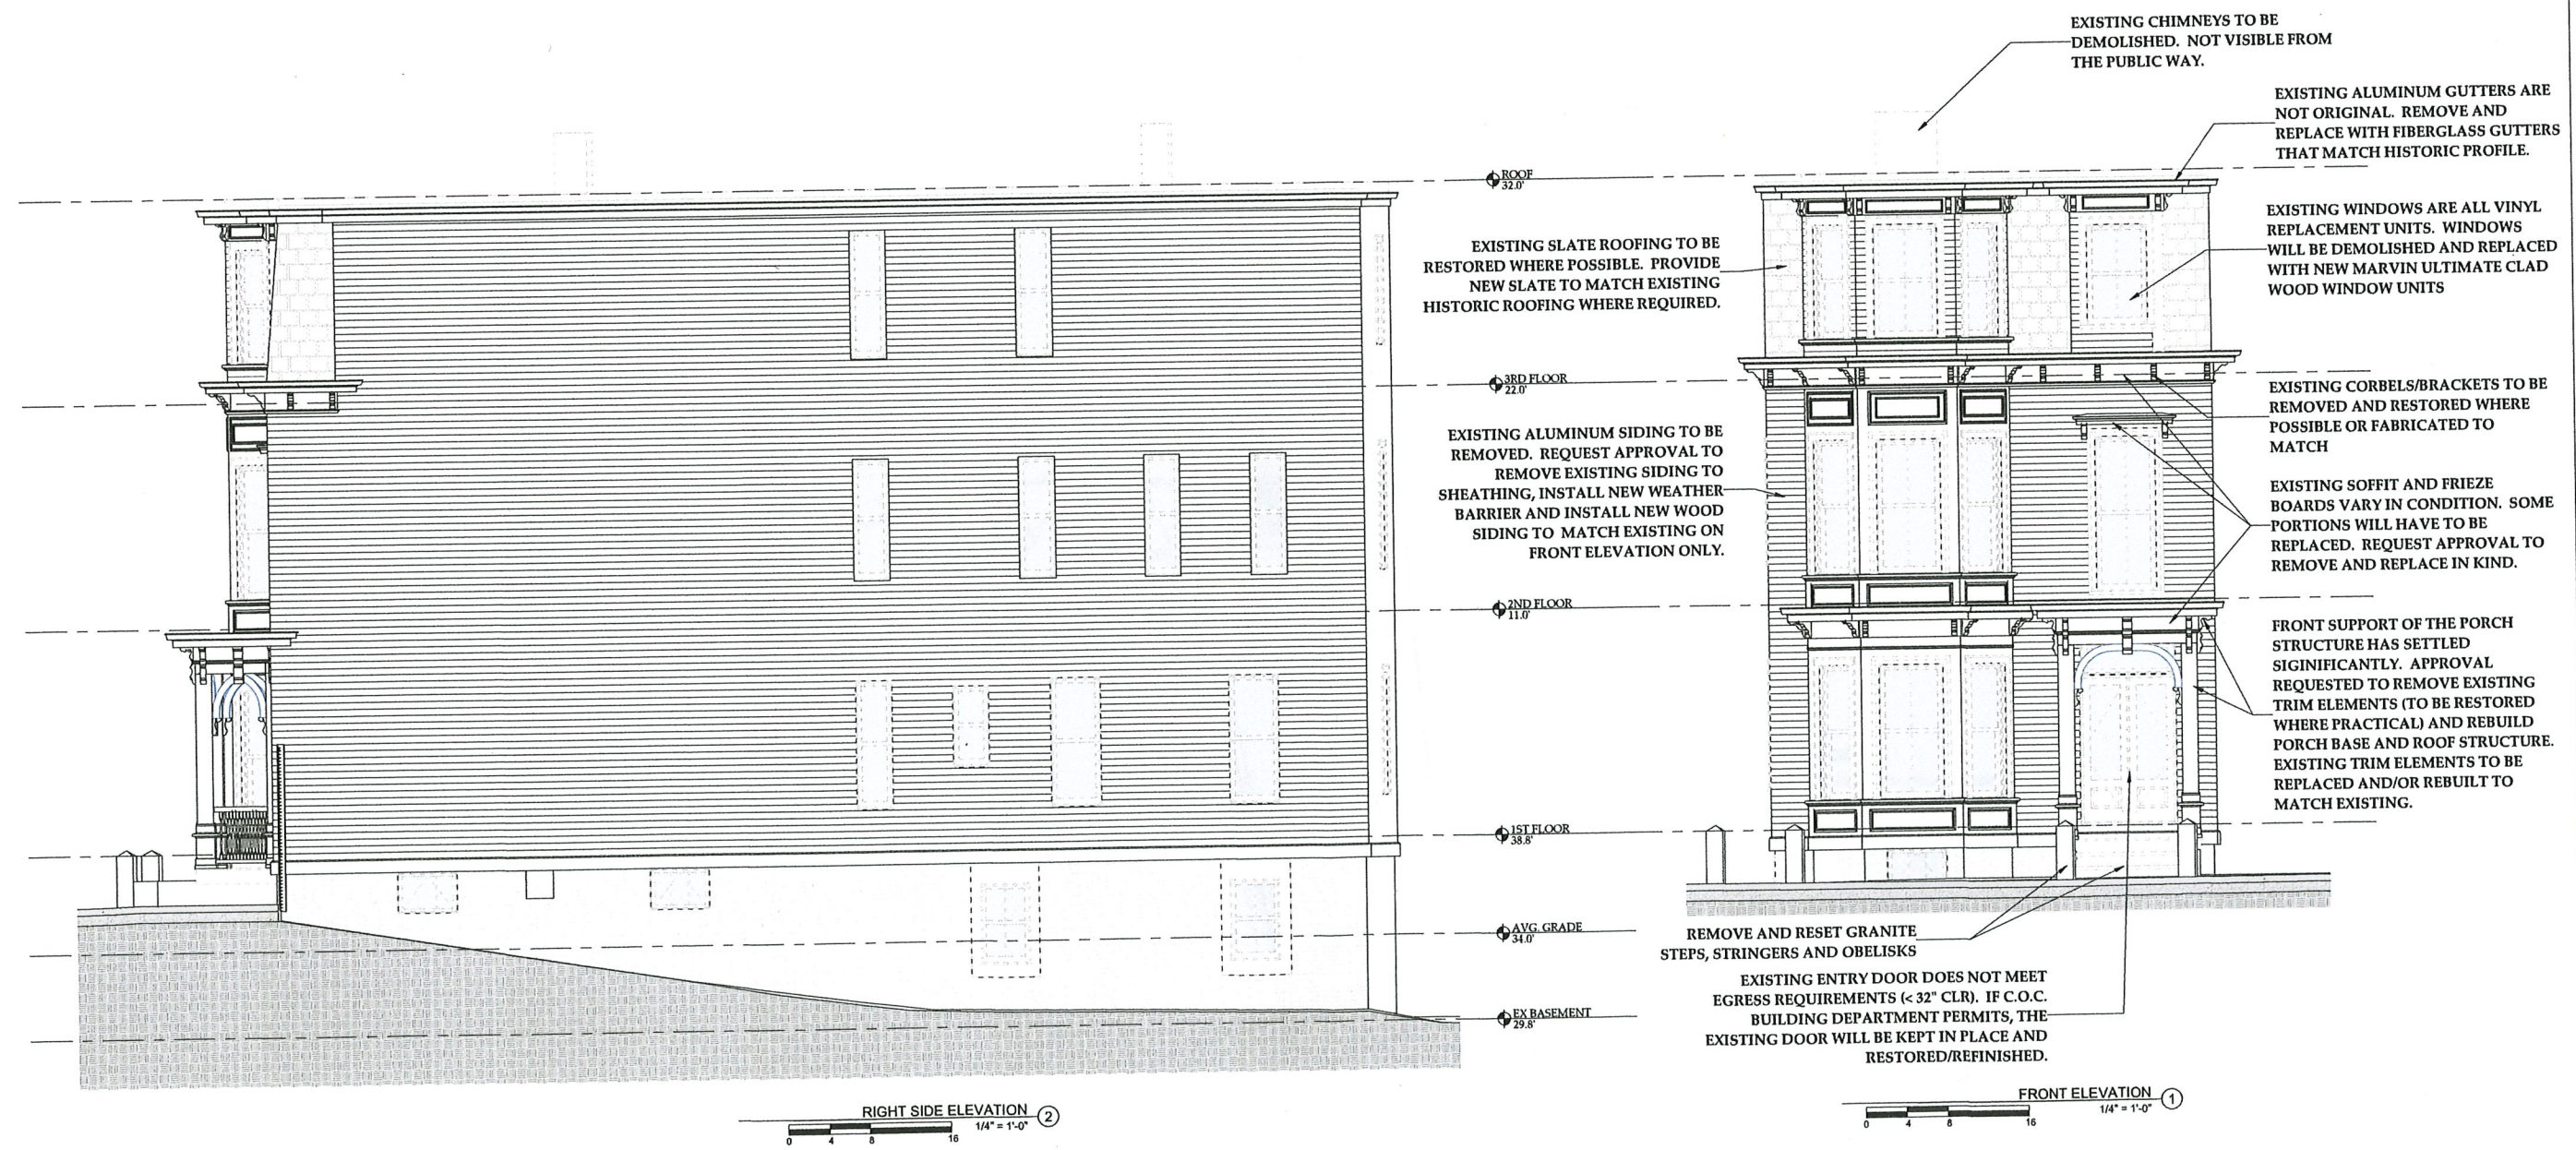 EXISTING CHIMNEYS TO BE
DEMOLISHED. NOT VISIBLE FROM
THE PUBLIC WAY.
EXISTING ALUMINUM GUTTERS ARE
NOT ORIGINAL. REMOVE AND
REPLACE WITH FIBERGLASS GUTTERS
THAT MATCH HISTORIC PROFILE.
ROOF
32.0'
EXISTING WINDOWS ARE ALL VINYL
REPLACEMENT UNITS. WINDOWS
WILL BE DEMOLISHED AND REPLACED
WITH NEW MARVIN ULTIMATE CLAD
WOOD WINDOW UNITS
EXISTING SLATE ROOFING TO BE
RESTORED WHERE POSSIBLE. PROVIDE
NEW SLATE TO MATCH EXISTING
HISTORIC ROOFING WHERE REQUIRED.
3RD FLOOR
22.0'
EXISTING CORBELS/BRACKETS TO BE
REMOVED AND RESTORED WHERE
POSSIBLE OR FABRICATED TO
MATCH
EXISTING ALUMINUM SIDING TO BE
REMOVED. REQUEST APPROVAL TO
REMOVE EXISTING SIDING TO
SHEATHING, INSTALL NEW WEATHER
BARRIER AND INSTALL NEW WOOD
SIDING TO MATCH EXISTING ON
FRONT ELEVATION ONLY.
EXISTING SOFFIT AND FRIEZE
BOARDS VARY IN CONDITION. SOME
PORTIONS WILL HAVE TO BE
REPLACED. REQUEST APPROVAL TO
REMOVE AND REPLACE IN KIND.
2ND FLOOR
11.0'
FRONT SUPPORT OF THE PORCH
STRUCTURE HAS SETTLED
SIGINIFICANTLY. APPROVAL
REQUESTED TO REMOVE EXISTING
TRIM ELEMENTS (TO BE RESTORED
WHERE PRACTICAL) AND REBUILD
PORCH BASE AND ROOF STRUCTURE.
EXISTING TRIM ELEMENTS TO BE
REPLACED AND/OR REBUILT TO
MATCH EXISTING.
1ST FLOOR
38.8'
AVG. GRADE
34.0'
REMOVE AND RESET GRANITE
STEPS, STRINGERS AND OBELISKS
EXISTING ENTRY DOOR DOES NOT MEET
EGRESS REQUIREMENTS (< 32" CLR). IF C.O.C.
BUILDING DEPARTMENT PERMITS, THE
EXISTING DOOR WILL BE KEPT IN PLACE AND
RESTORED/REFINISHED.
EX BASEMENT
29.8'
RIGHT SIDE ELEVATION 2
1/4" = 1'-0"
0 4 8 16
FRONT ELEVATION 1
1/4" = 1'-0"
0 4 8 16